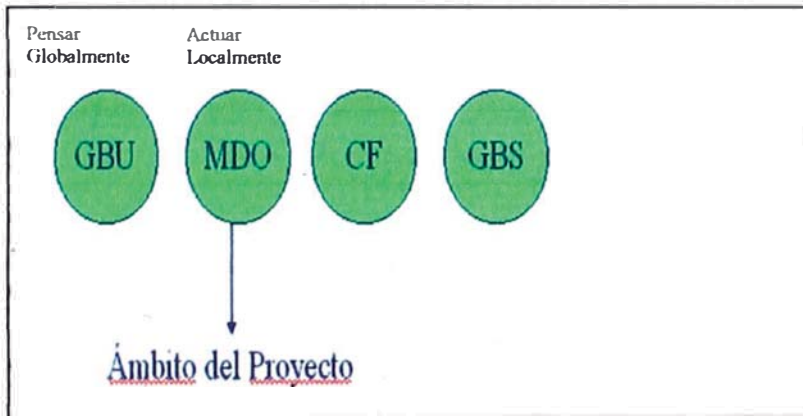 Pensar Actuar
Globalmente Localmente
GBU MDO CF GBS
Ámbito del Proyecto